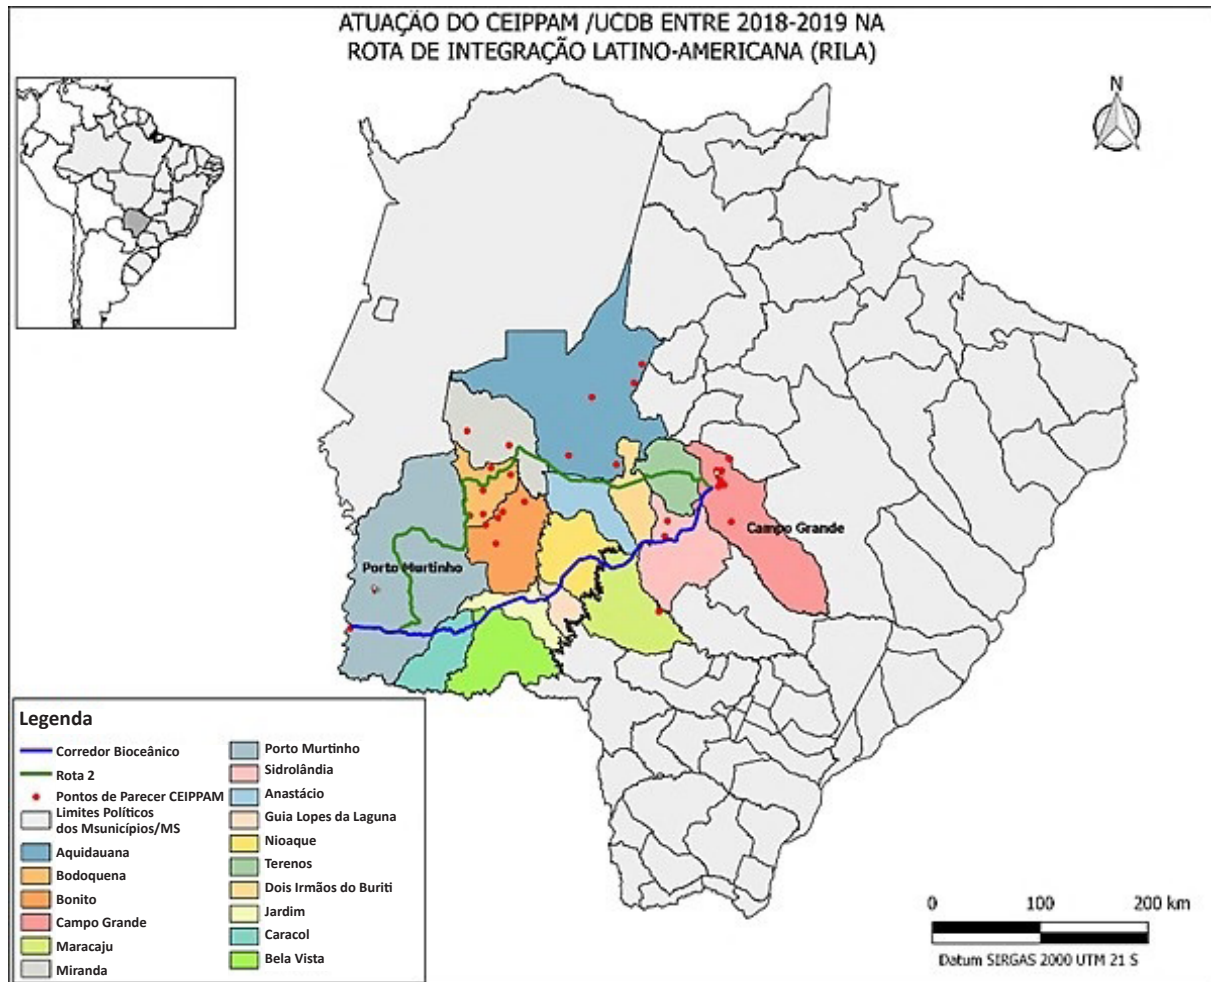 ATUAÇÃO DO CEIPPAM /UCDB ENTRE 2018-2019 NA
ROTA DE INTEGRAÇÃO LATINO-AMERICANA (RILA)
N
Campo Grande
Porto Murtinho
Legenda
Corredor Bioceânico
Rota 2
Pontos de Parecer CEIPPAM
Limites Políticos
dos Msunicípios/MS
Aquidauana
Bodoquena
Bonito
Campo Grande
Maracaju
Miranda
Porto Murtinho
Sidrolândia
Anastácio
Guia Lopes da Laguna
Nioaque
Terenos
Dois Irmãos do Buriti
Jardim
Caracol
Bela Vista
0 100 200 km
Datum SIRGAS 2000 UTM 21 S